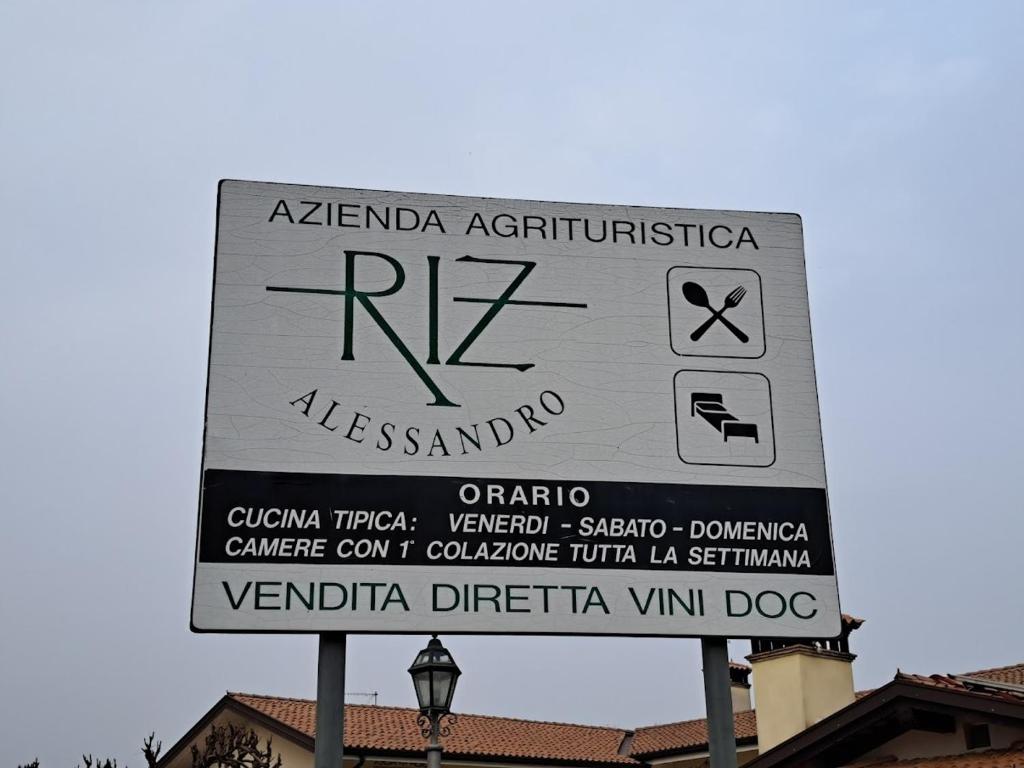 AZIENDA AGRITURISTICA
RIZ
ALESSANDRO
ORARIO
CUCINA TIPICA: VENERDI - SABATO - DOMENICA
CAMERE CON 1° COLAZIONE TUTTA LA SETTIMANA
VENDITA DIRETTA VINI DOC